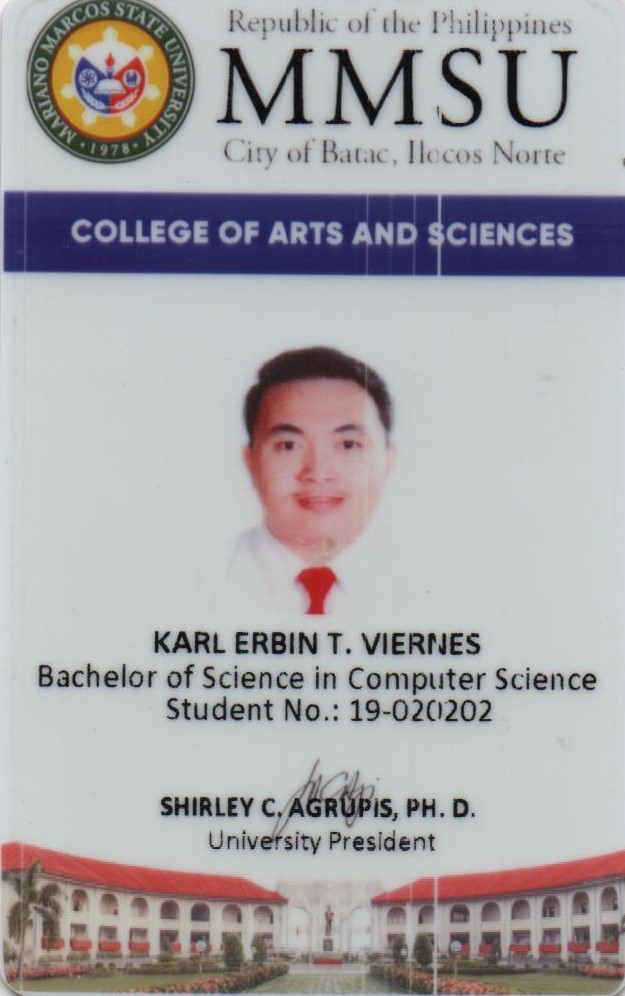 MARIANO MARCOS STATE UNIVERSITY
• 1978 •
Republic of the Philippines
MMSU
City of Batac, Ilocos Norte
COLLEGE OF ARTS AND SCIENCES
KARL ERBIN T. VIERNES
Bachelor of Science in Computer Science
Student No.: 19-020202
SHIRLEY C. AGRUPIS, PH. D.
University President